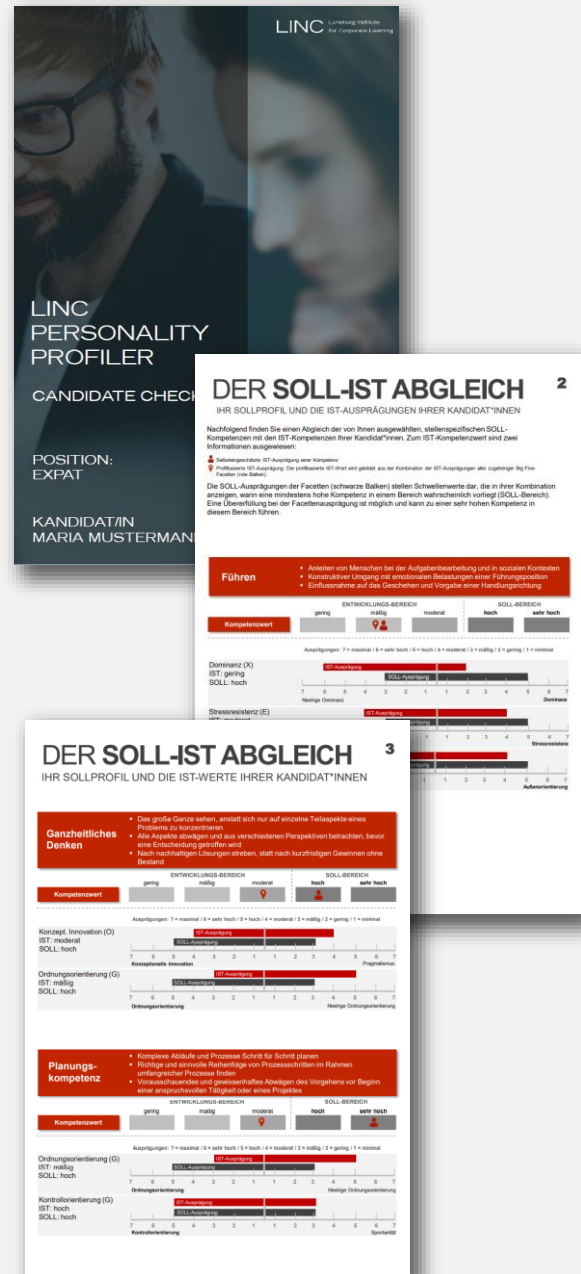 LINC Lüneburg Institute
for Corporate Learning
LINC
PERSONALITY
PROFILER
CANDIDATE CHEC
POSITION:
EXPAT
KANDIDAT/IN
MARIA MUSTERMAN
DER SOLL-IST ABGLEICH 2
IHR SOLLPROFIL UND DIE IST-AUSPRÄGUNGEN IHRER KANDIDAT*INNEN
Nachfolgend finden Sie einen Abgleich der von Ihnen ausgewählten, stellenspezifischen SOLL-
Kompetenzen mit den IST-Kompetenzen Ihrer Kandidat*innen. Zum IST-Kompetenzwert sind zwei
Informationen ausgewiesen:
Selbsteingeschätzte IST-Ausprägung einer Kompetenz
Profilbasierte IST-Ausprägung: Der profilbasierte IST-Wert wird gebildet aus der Kombination der IST-Ausprägungen aller zugehöriger Big Five-
Facetten (rote Balken).
Die SOLL-Ausprägungen der Facetten (schwarze Balken) stellen Schwellenwerte dar, die in ihrer Kombination
anzeigen, wann eine mindestens hohe Kompetenz in einem Bereich wahrscheinlich vorliegt (SOLL-Bereich).
Eine Übererfüllung bei der Facettenausprägung ist möglich und kann zu einer sehr hohen Kompetenz in
diesem Bereich führen.
Führen
• Anleiten von Menschen bei der Aufgabenbearbeitung und in sozialen Kontexten
• Konstruktiver Umgang mit emotionalen Belastungen einer Führungsposition
• Einflussnahme auf das Geschehen und Vorgabe einer Handlungsrichtung
ENTWICKLUNGS-BEREICH SOLL-BEREICH
gering mäßig moderat hoch sehr hoch
Kompetenzwert
Ausprägungen: 7 = maximal / 6 = sehr hoch / 5 = hoch / 4 = moderat / 3 = mäßig / 2 = gering / 1 = minimal
Dominanz (X)
IST: gering
SOLL: hoch
IST-Ausprägung
SOLL-Ausprägung
7 6 5 4 3 2 1 1 2 3 4 5 6 7
Niedrige Dominanz Dominanz
Stressresistenz (E)
IST-Ausprägung
5 6 7
Stressresistenz
5 6 7
Außenorientierung
DER SOLL-IST ABGLEICH 3
IHR SOLLPROFIL UND DIE IST-WERTE IHRER KANDIDAT*INNEN
Ganzheitliches
Denken
• Das große Ganze sehen, anstatt sich nur auf einzelne Teilaspekte eines
Problems zu konzentrieren
• Alle Aspekte abwägen und aus verschiedenen Perspektiven betrachten, bevor
eine Entscheidung getroffen wird
• Nach nachhaltigen Lösungen streben, statt nach kurzfristigen Gewinnen ohne
Bestand
ENTWICKLUNGS-BEREICH SOLL-BEREICH
gering mäßig moderat hoch sehr hoch
Kompetenzwert
Ausprägungen: 7 = maximal / 6 = sehr hoch / 5 = hoch / 4 = moderat / 3 = mäßig / 2 = gering / 1 = minimal
Konzept. Innovation (O)
IST: moderat
SOLL: hoch
IST-Ausprägung
SOLL-Ausprägung
7 6 5 4 3 2 1 1 2 3 4 5 6 7
Konzeptionelle Innovation Pragmatismus
Ordnungsorientierung (G)
IST: mäßig
SOLL: hoch
IST-Ausprägung
SOLL-Ausprägung
7 6 5 4 3 2 1 1 2 3 4 5 6 7
Ordnungsorientierung Niedrige Ordnungsorientierung
Planungs-
kompetenz
• Komplexe Abläufe und Prozesse Schritt für Schritt planen
• Richtige und sinnvolle Reihenfolge von Prozessschritten im Rahmen
umfangreicher Prozesse finden
• Vorausschauendes und gewissenhaftes Abwägen des Vorgehens vor Beginn
einer anspruchsvollen Tätigkeit oder eines Projektes
ENTWICKLUNGS-BEREICH SOLL-BEREICH
gering mäßig moderat hoch sehr hoch
Kompetenzwert
Ausprägungen: 7 = maximal / 6 = sehr hoch / 5 = hoch / 4 = moderat / 3 = mäßig / 2 = gering / 1 = minimal
Ordnungsorientierung (G)
IST: mäßig
SOLL: hoch
IST-Ausprägung
SOLL-Ausprägung
7 6 5 4 3 2 1 1 2 3 4 5 6 7
Ordnungsorientierung Niedrige Ordnungsorientierung
Kontrollorientierung (G)
IST: hoch
SOLL: hoch
IST-Ausprägung
SOLL-Ausprägung
7 6 5 4 3 2 1 1 2 3 4 5 6 7
Kontrollorientierung Spontanität